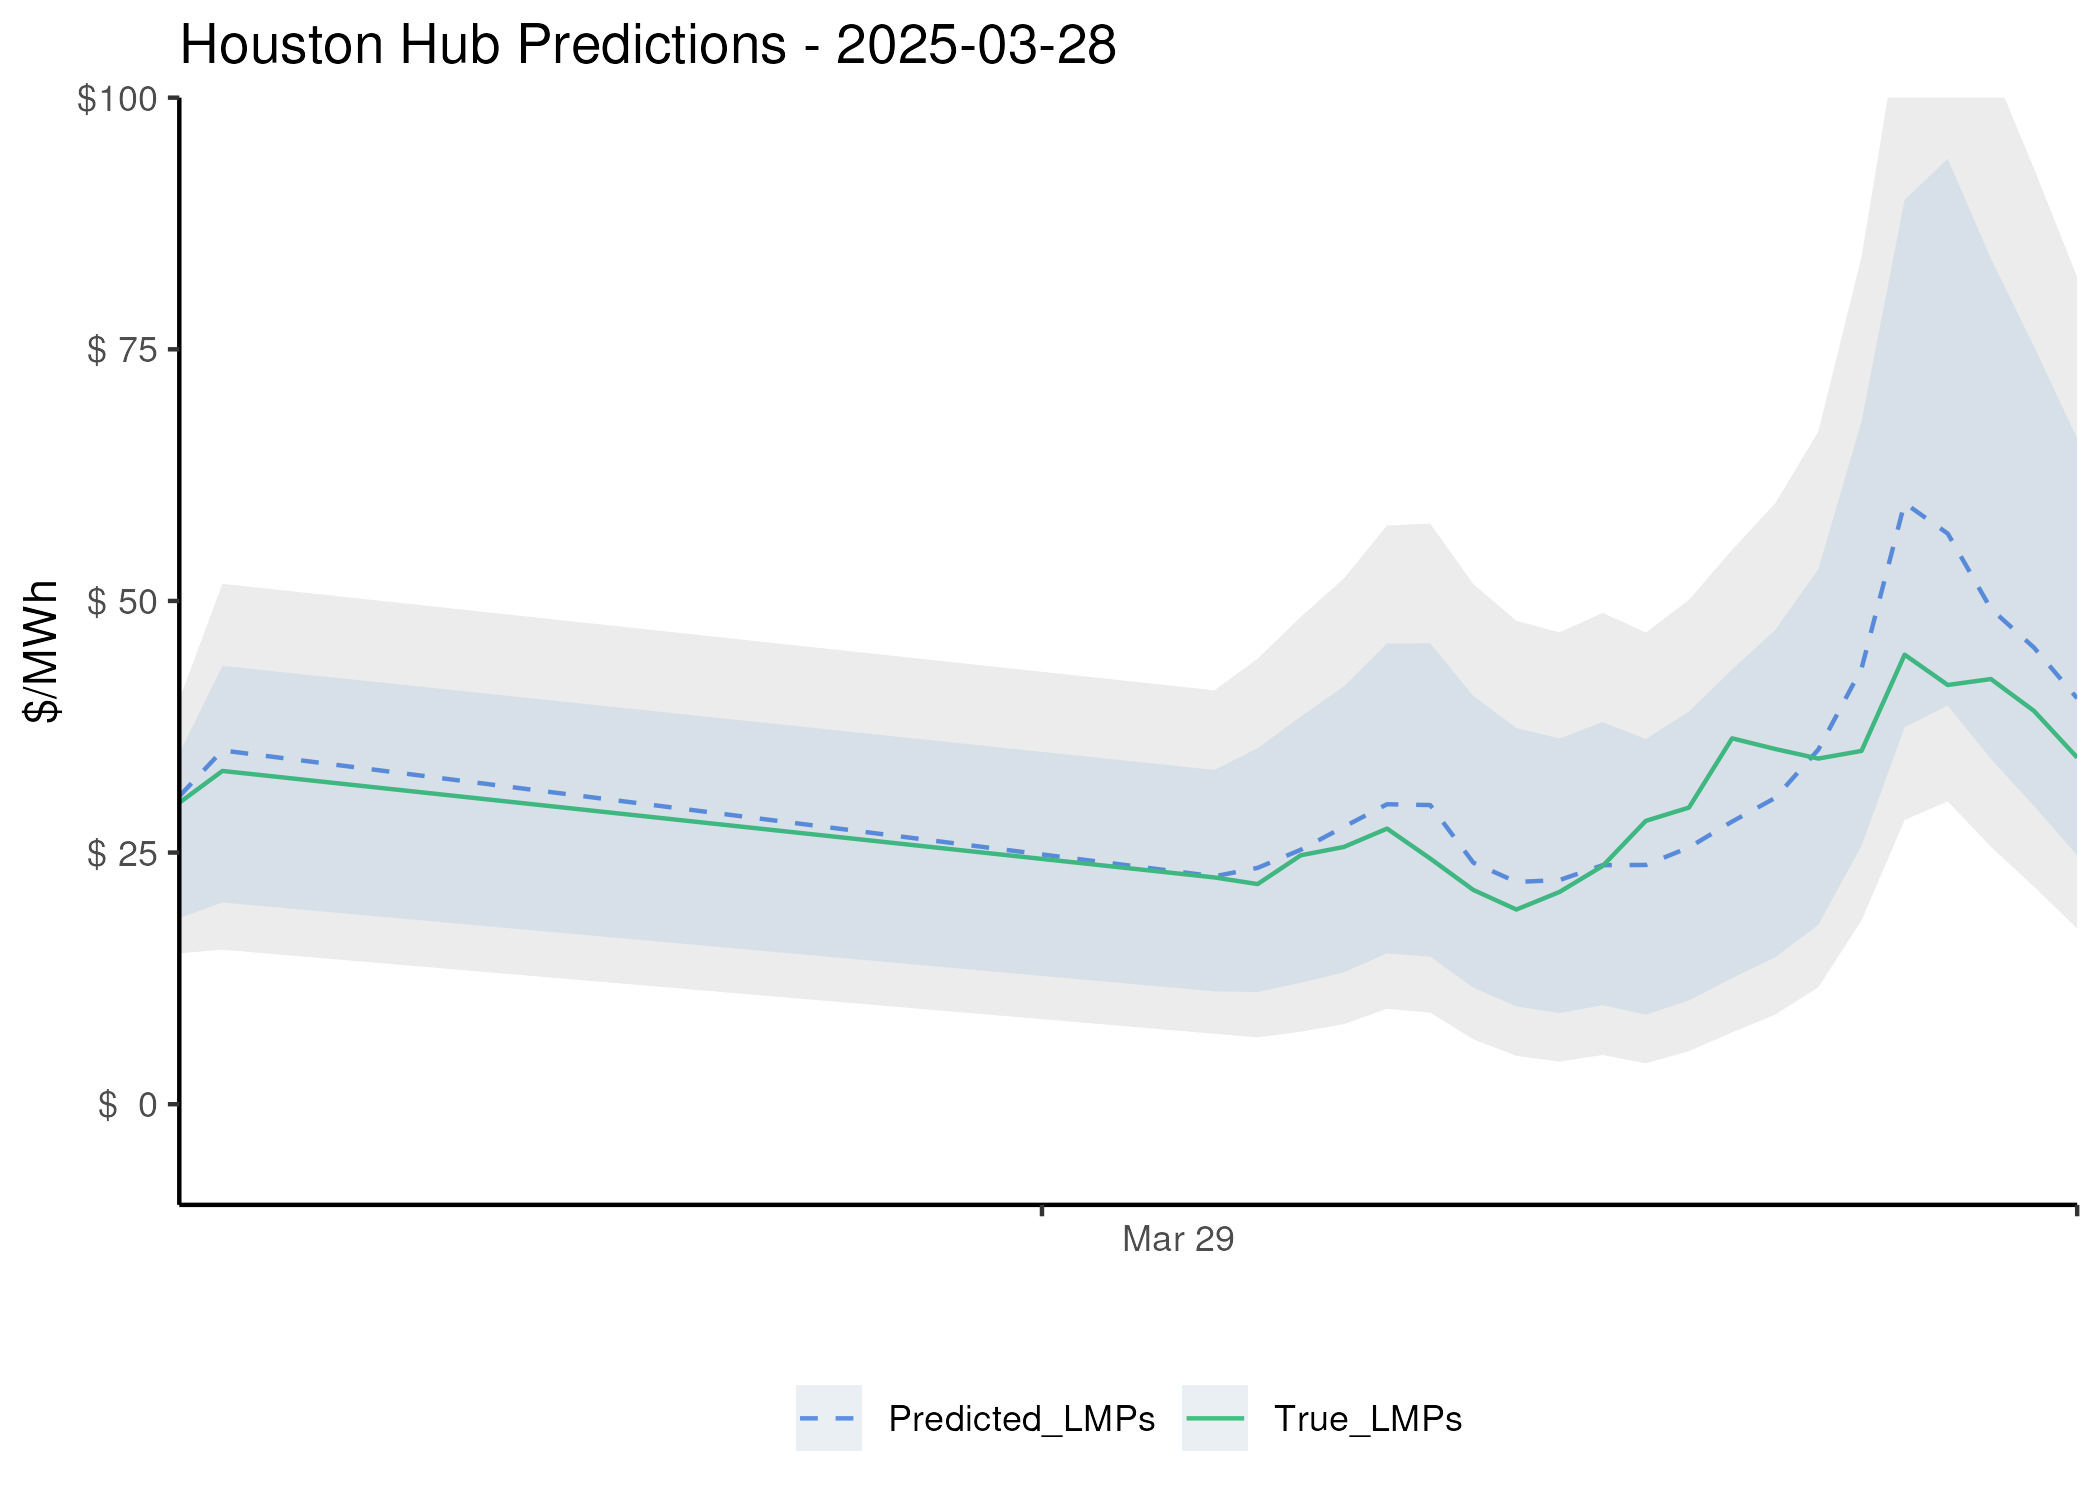 Houston Hub Predictions - 2025-03-28
$100
$ 75
$ 50
$ 25
$  0
$/MWh
Mar 29
Predicted_LMPs
True_LMPs